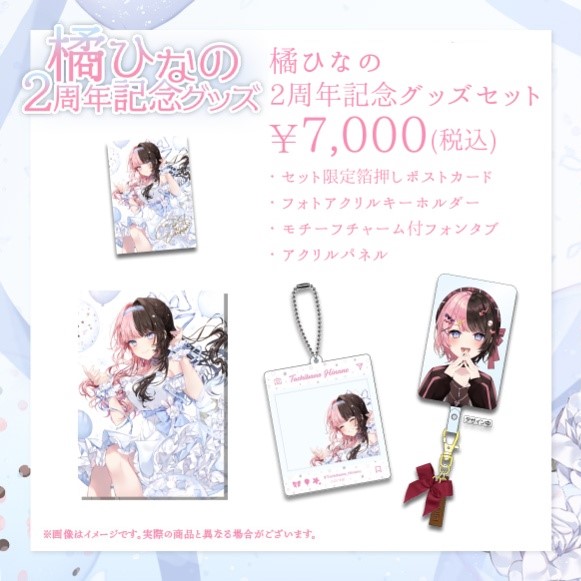 橘ひなの
2周年記念グッズ
橘ひなの
2周年記念グッズセット
¥7,000(税込)
・セット限定箔押しポストカード
・フォトアクリルキーホルダー
・モチーフチャーム付フォンタブ
・アクリルパネル
Tachibana Hinano
デザイン中
※画像はイメージです。実際の商品と異なる場合がございます。